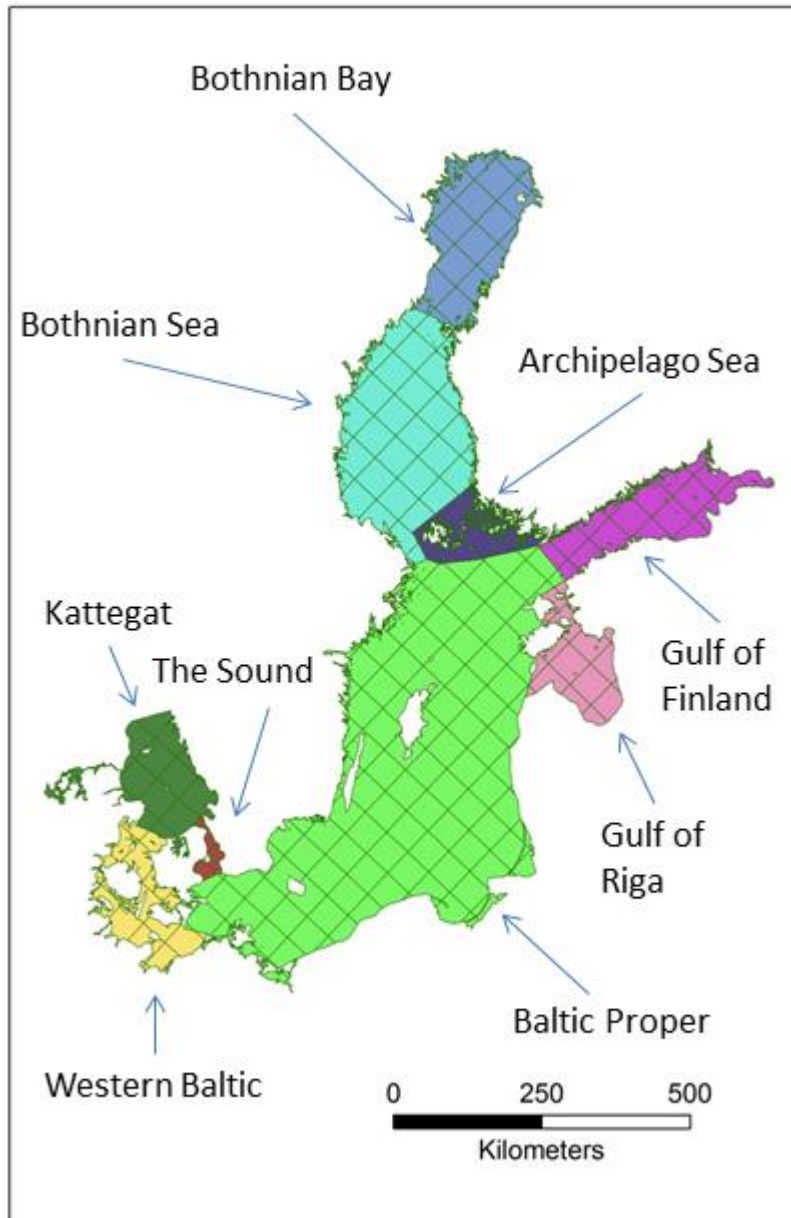 Bothnian Bay
Bothnian Sea
Archipelago Sea
Kattegat
The Sound
Gulf of
Finland
Gulf of
Riga
Baltic Proper
Western Baltic
0 250 500
Kilometers